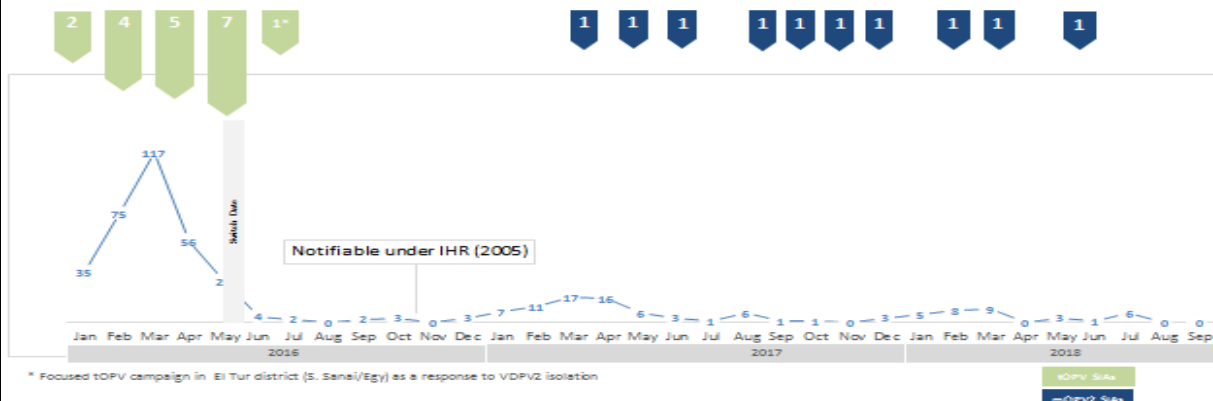 2 4 5 7 1* 1 1 1 1 1 1 1 1 1 1
117
75
56
35
2
Switch Date
Notifiable under IHR (2005)
4 2 0 2 3 0 3 7 11 17 16 6 3 1 6 1 1 0 3 5 8 9 0 3 1 6 0 0
Jan Feb Mar Apr May Jun Jul Aug Sep Oct Nov Dec Jan Feb Mar Apr May Jun Jul Aug Sep Oct Nov Dec Jan Feb Mar Apr May Jun Jul Aug Sep
2016 2017 2018
* Focused tOPV campaign in El Tur district (S. Sanai/Egy) as a response to VDPV2 isolation
tOPV SIAs
mOPV2 SIAs